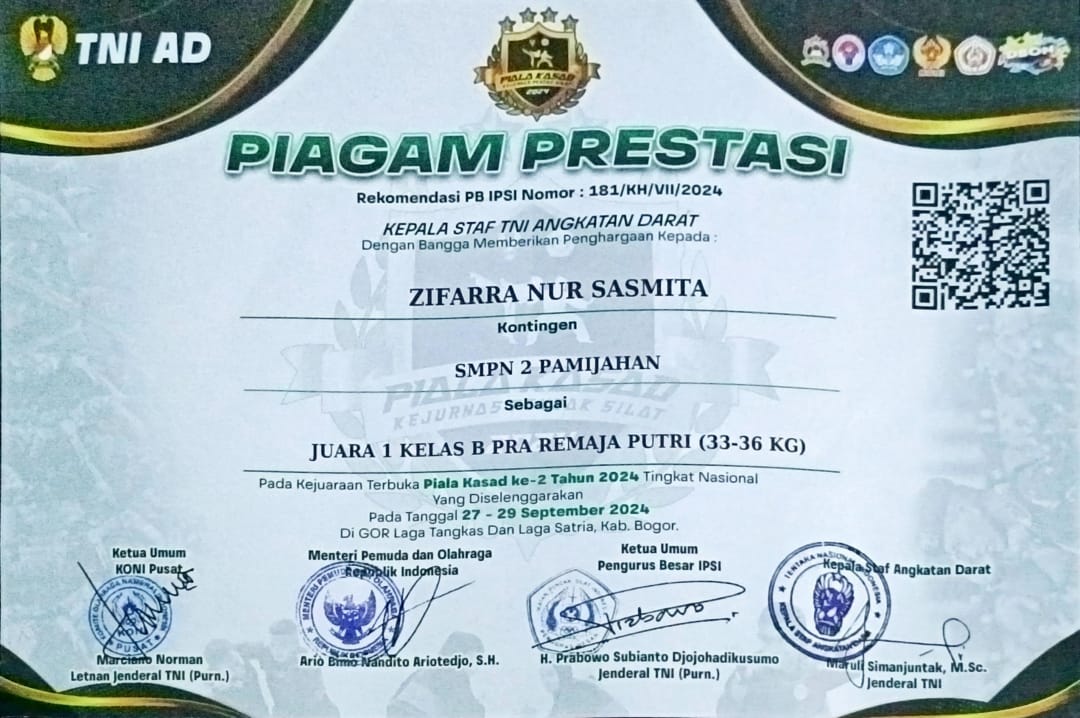 TNI AD
PIALA KASAD
2024
PIAGAM PRESTASI
Rekomendasi PB IPSI Nomor : 181/KH/VII/2024
KEPALA STAF TNI ANGKATAN DARAT
Dengan Bangga Memberikan Penghargaan Kepada :
ZIFARRA NUR SASMITA
Kontingen
SMPN 2 PAMIJAHAN
PIALA KASAD
Sebagai
JUARA 1 KELAS B PRA REMAJA PUTRI (33-36 KG)
Pada Kejuaraan Terbuka Piala Kasad ke-2 Tahun 2024 Tingkat Nasional
Yang Diselenggarakan
Pada Tanggal 27 - 29 September 2024
Di GOR Laga Tangkas Dan Laga Satria, Kab. Bogor.
Ketua Umum
KONI Pusat
Marciano Norman
Letnan Jenderal TNI (Purn.)
Menteri Pemuda dan Olahraga
Republik Indonesia
Ario Bimo Nandito Ariotedjo, S.H.
Ketua Umum
Pengurus Besar IPSI
H. Prabowo Subianto Djojohadikusumo
Jenderal TNI (Purn.)
Kepala Staf Angkatan Darat
Maruli Simanjuntak, M.Sc.
Jenderal TNI